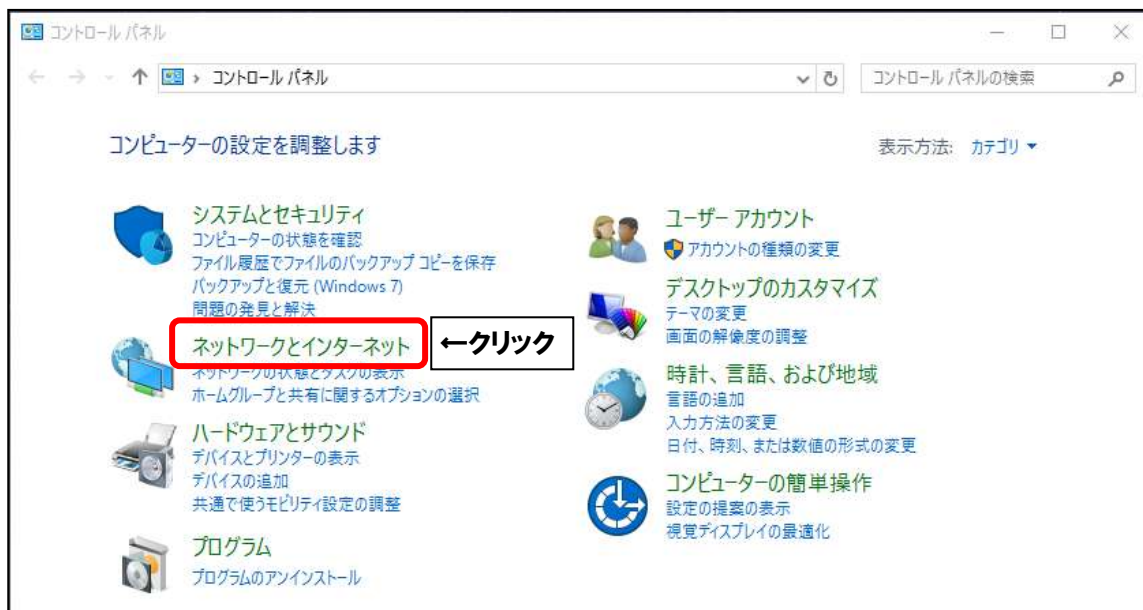 コントロール パネル
コントロール パネル
コントロール パネルの検索
コンピューターの設定を調整します
表示方法: カテゴリ
システムとセキュリティ
コンピューターの状態を確認
ファイル履歴でファイルのバックアップ コピーを保存
バックアップと復元 (Windows 7)
問題の発見と解決
ネットワークとインターネット
←クリック
ネットワークの状態とタスクの表示
ホームグループと共有に関するオプションの選択
ハードウェアとサウンド
デバイスとプリンターの表示
デバイスの追加
共通で使うモビリティ設定の調整
プログラム
プログラムのアンインストール
ユーザー アカウント
アカウントの種類の変更
デスクトップのカスタマイズ
テーマの変更
画面の解像度の調整
時計、言語、および地域
言語の追加
入力方法の変更
日付、時刻、または数値の形式の変更
コンピューターの簡単操作
設定の提案の表示
視覚ディスプレイの最適化